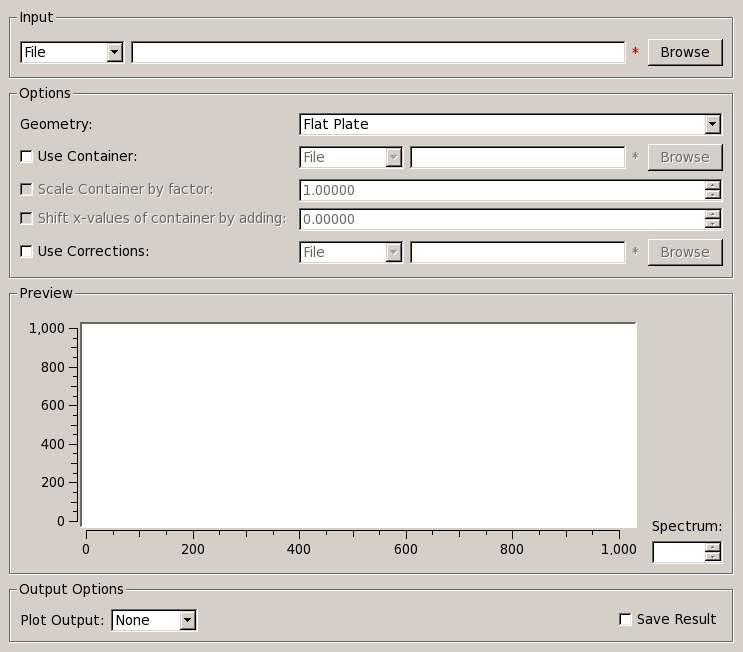 Input
File * Browse
Options
Geometry: Flat Plate
Use Container: File * Browse
Scale Container by factor: 1.00000
Shift x-values of container by adding: 0.00000
Use Corrections: File * Browse
Preview
1,000
800
600
400
200
0
0 200 400 600 800 1,000
Spectrum:
Output Options
Plot Output: None Save Result